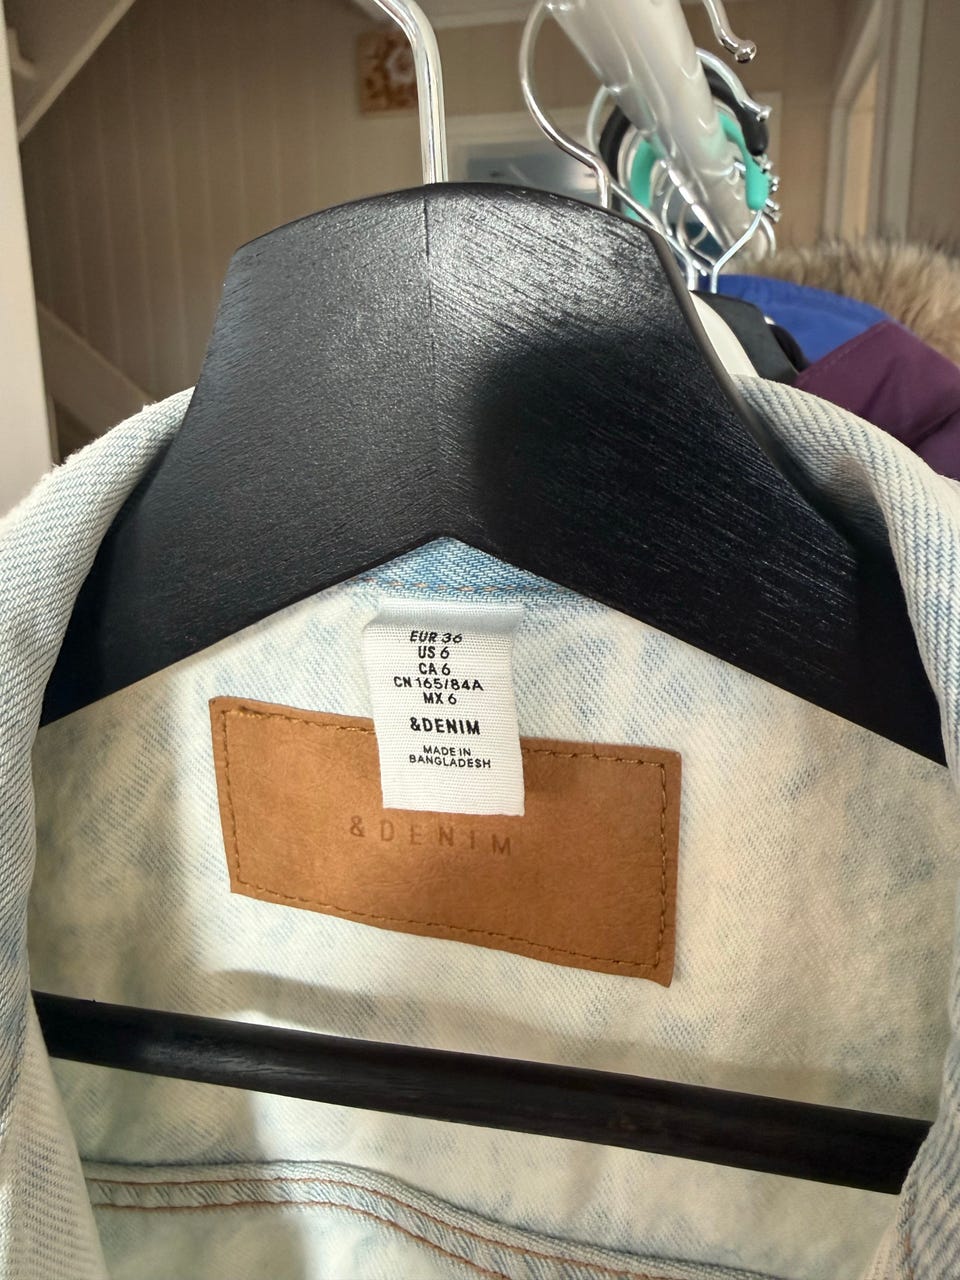 EUR 36
US 6
CA 6
CN 165/84A
MX 6
&DENIM
MADE IN
BANGLADESH
&DENIM